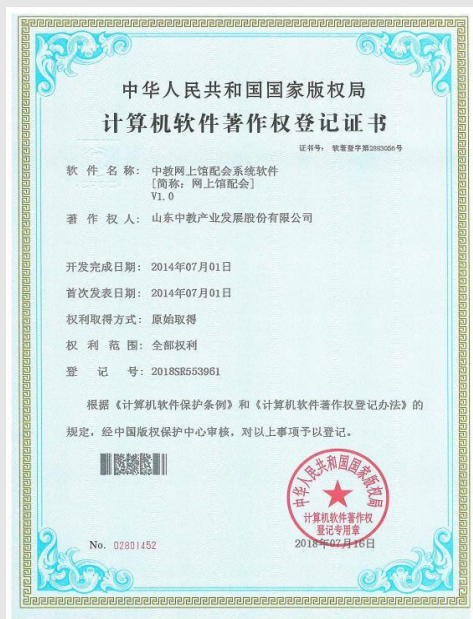 中华人民共和国国家版权局
计算机软件著作权登记证书
证书号： 软著登字第2883056号
软件名称： 中教网上馆配会系统软件
[简称：网上馆配会]
V1.0
著作权人： 山东中教产业发展股份有限公司
开发完成日期： 2014年07月01日
首次发表日期： 2014年07月01日
权利取得方式： 原始取得
权利范围： 全部权利
登记号： 2018SR553961
根据《计算机软件保护条例》和《计算机软件著作权登记办法》的
规定，经中国版权保护中心审核，对以上事项予以登记。
中华人民共和国国家版权局
计算机软件著作权
登记专用章
No. 02801452
2018年07月16日